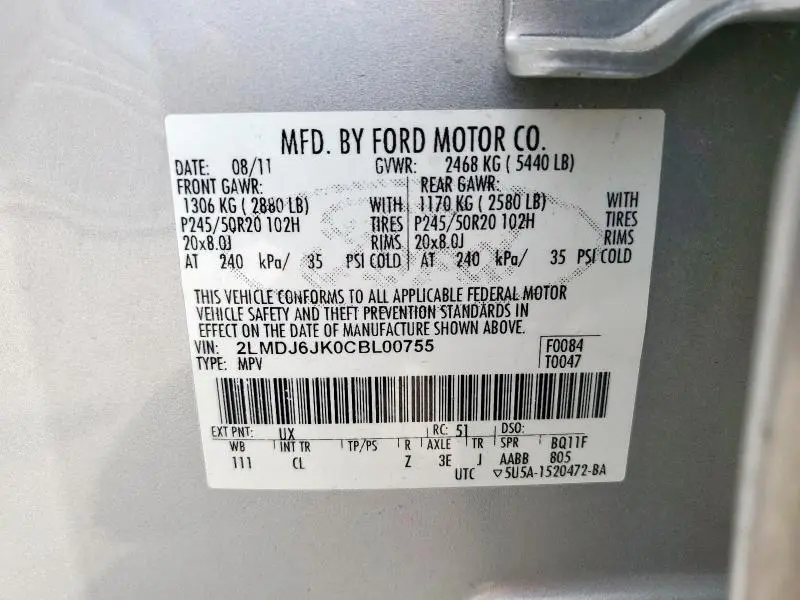 MFD. BY FORD MOTOR CO.
DATE: 08/11 GVWR: 2468 KG ( 5440 LB)
FRONT GAWR: REAR GAWR:
1306 KG ( 2880 LB) WITH 1170 KG ( 2580 LB) WITH
P245/50R20 102H TIRES P245/50R20 102H TIRES
20x8.0J RIMS 20x8.0J RIMS
AT 240 kPa/ 35 PSI COLD AT 240 kPa/ 35 PSI COLD
THIS VEHICLE CONFORMS TO ALL APPLICABLE FEDERAL MOTOR
VEHICLE SAFETY AND THEFT PREVENTION STANDARDS IN
EFFECT ON THE DATE OF MANUFACTURE SHOWN ABOVE.
VIN: 2LMDJ6JK0CBL00755 F0084
TYPE: MPV T0047
EXT PNT: UX RC: 51 DSO:
WB INT TR TP/PS R AXLE TR SPR BQ11F
111 CL Z 3E J AABB 805
UTC ▽5U5A-1520472-BA